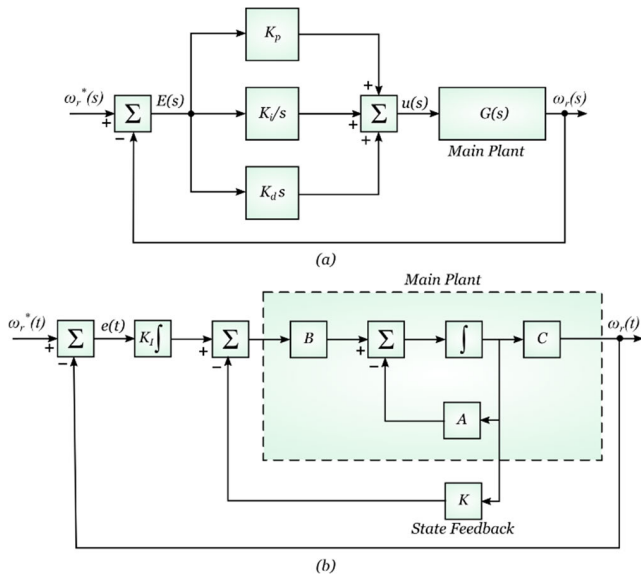 K_p
ω_r^*(s)
+
−
Σ
E(s)
K_i/s
+
+
+
Σ
u(s)
G(s)
ω_r(s)
Main Plant
K_d s
(a)
Main Plant
ω_r^*(t)
+
−
Σ
e(t)
K_I∫
+
−
Σ
B
+
−
Σ
∫
C
ω_r(t)
A
K
State Feedback
(b)